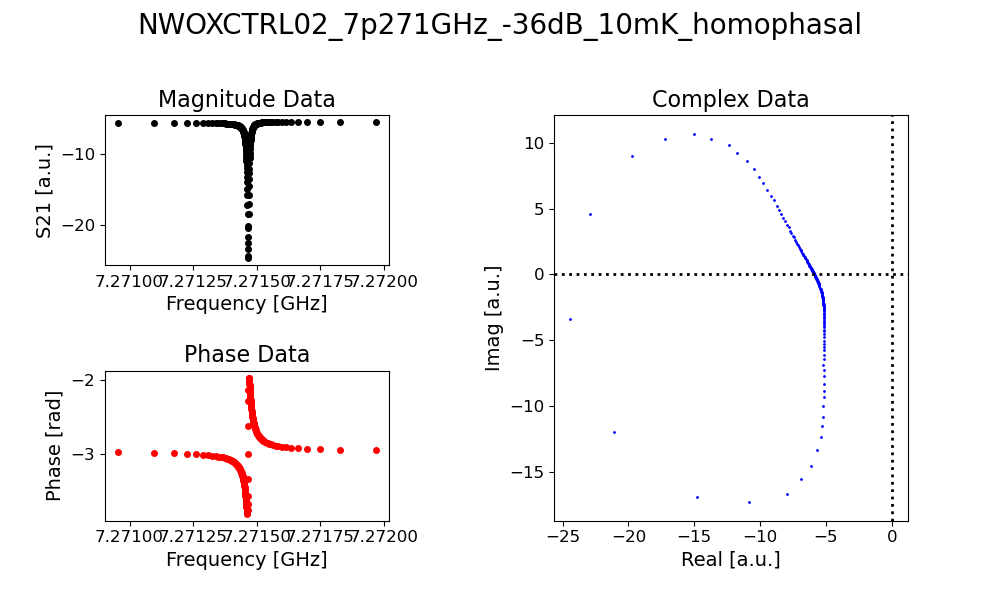 NWOXCTRL02_7p271GHz_-36dB_10mK_homophasal
Magnitude Data
S21 [a.u.]
−10
−20
7.27100 7.27125 7.27150 7.27175 7.27200
Frequency [GHz]
Phase Data
Phase [rad]
−2
−3
7.27100 7.27125 7.27150 7.27175 7.27200
Frequency [GHz]
Complex Data
Imag [a.u.]
10
5
0
−5
−10
−15
−25 −20 −15 −10 −5 0
Real [a.u.]